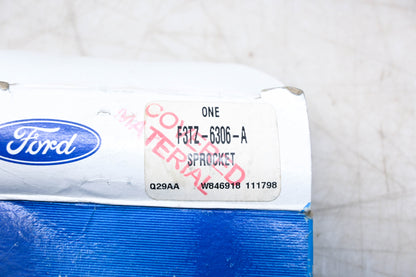 Ford
ONE
F3TZ-6306-A
SPROCKET
COVERED
MATERIAL
Q29AA W846918 111798